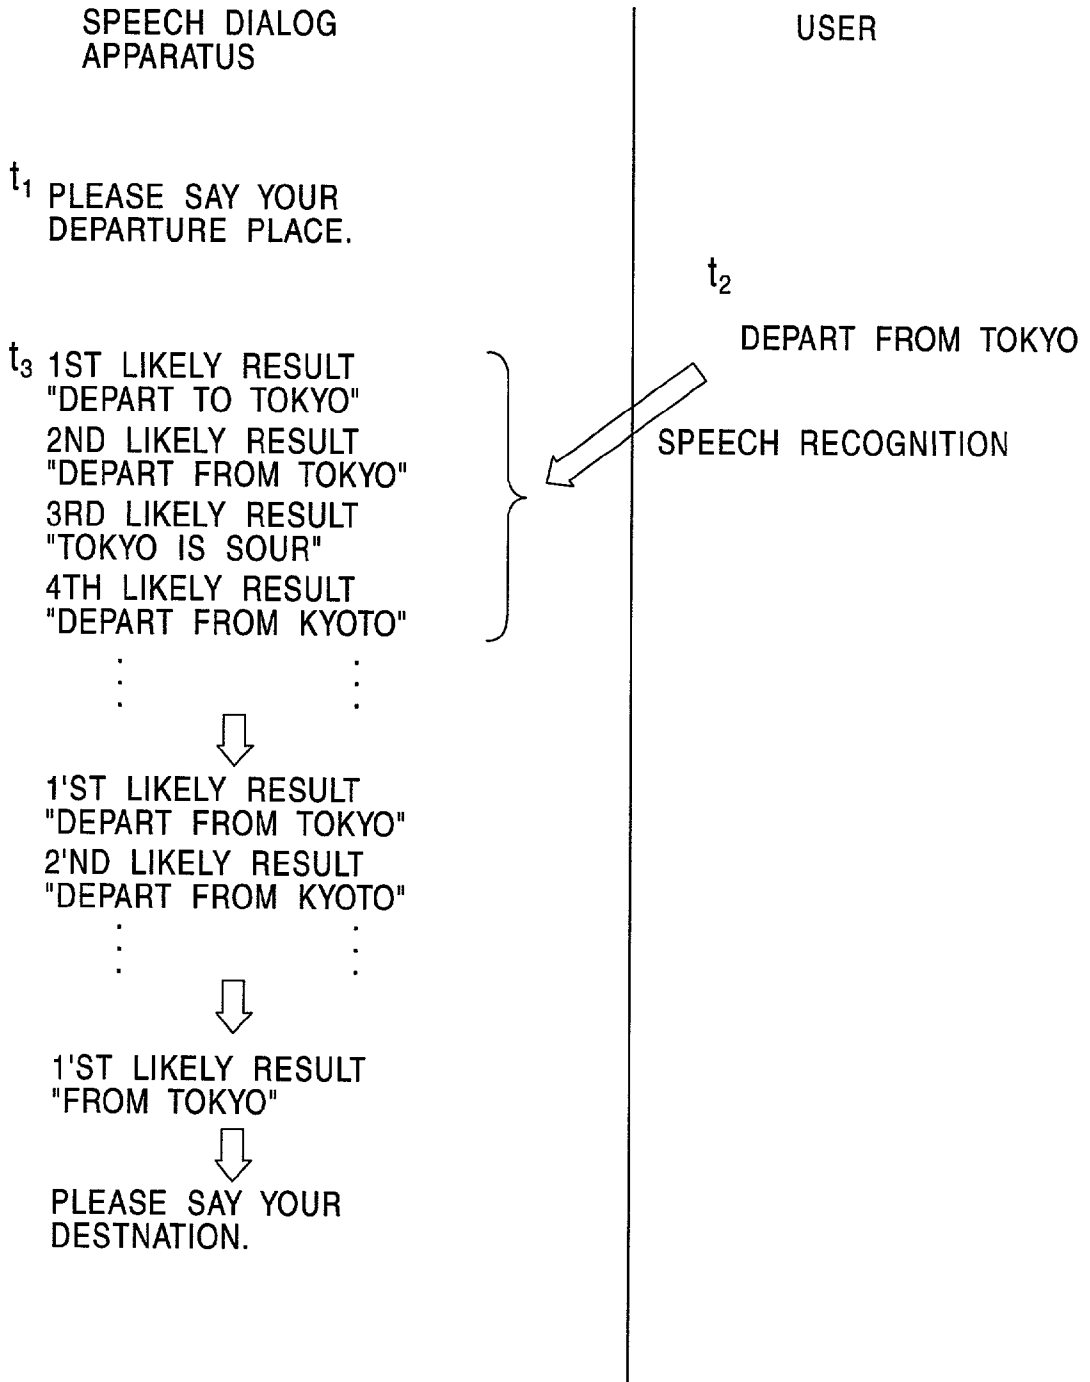 SPEECH DIALOG
APPARATUS
USER
t1 PLEASE SAY YOUR
DEPARTURE PLACE.
t2
DEPART FROM TOKYO
t3 1ST LIKELY RESULT
"DEPART TO TOKYO"
2ND LIKELY RESULT
"DEPART FROM TOKYO"
3RD LIKELY RESULT
"TOKYO IS SOUR"
4TH LIKELY RESULT
"DEPART FROM KYOTO"
SPEECH RECOGNITION
1'ST LIKELY RESULT
"DEPART FROM TOKYO"
2'ND LIKELY RESULT
"DEPART FROM KYOTO"
1'ST LIKELY RESULT
"FROM TOKYO"
PLEASE SAY YOUR
DESTNATION.